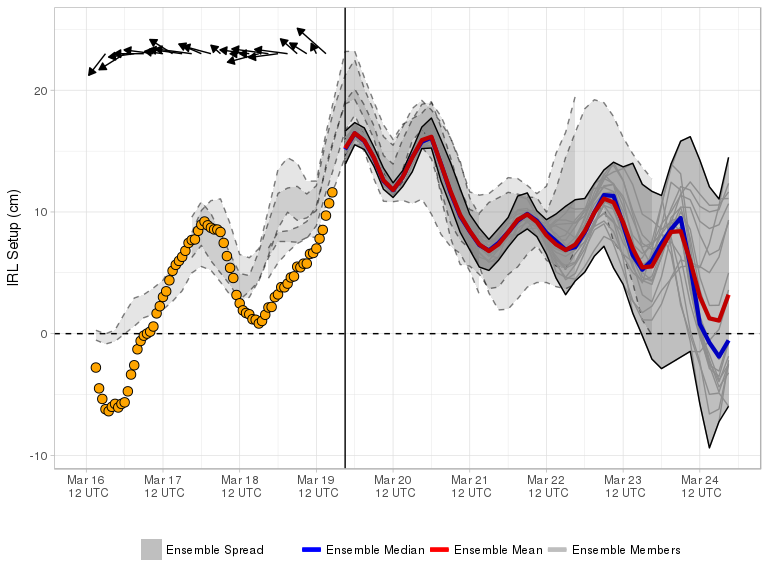 IRL Setup (cm)
20
10
0
-10
Mar 16 Mar 17 Mar 18 Mar 19 Mar 20 Mar 21 Mar 22 Mar 23 Mar 24
12 UTC 12 UTC 12 UTC 12 UTC 12 UTC 12 UTC 12 UTC 12 UTC 12 UTC
Ensemble Spread Ensemble Median Ensemble Mean Ensemble Members